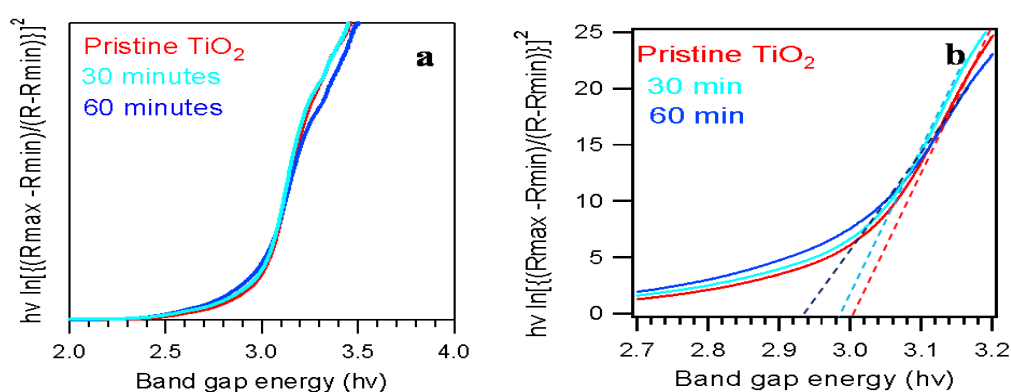 hν ln[{(Rmax -Rmin)/(R-Rmin)}]²
Pristine TiO₂
30 minutes
60 minutes
a
2.0 2.5 3.0 3.5 4.0
Band gap energy (hν)
hν ln[{(Rmax -Rmin)/(R-Rmin)}]²
25
20
15
10
5
0
Pristine TiO₂
30 min
60 min
b
2.7 2.8 2.9 3.0 3.1 3.2
Band gap energy (hν)